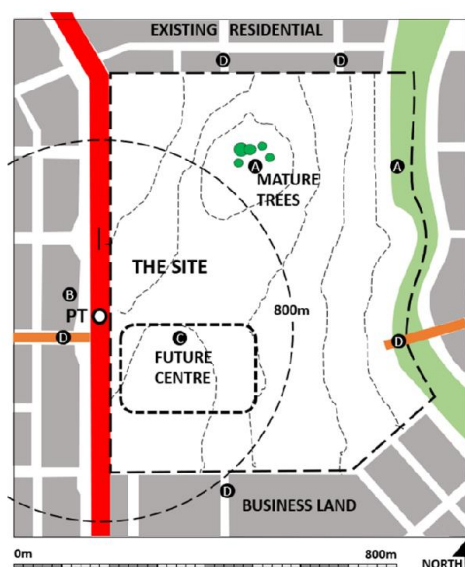 EXISTING RESIDENTIAL
D
D
A
A
MATURE
TREES
THE SITE
B
PT
800m
D
C
D
FUTURE
CENTRE
D
BUSINESS LAND
0m
800m
NORTH